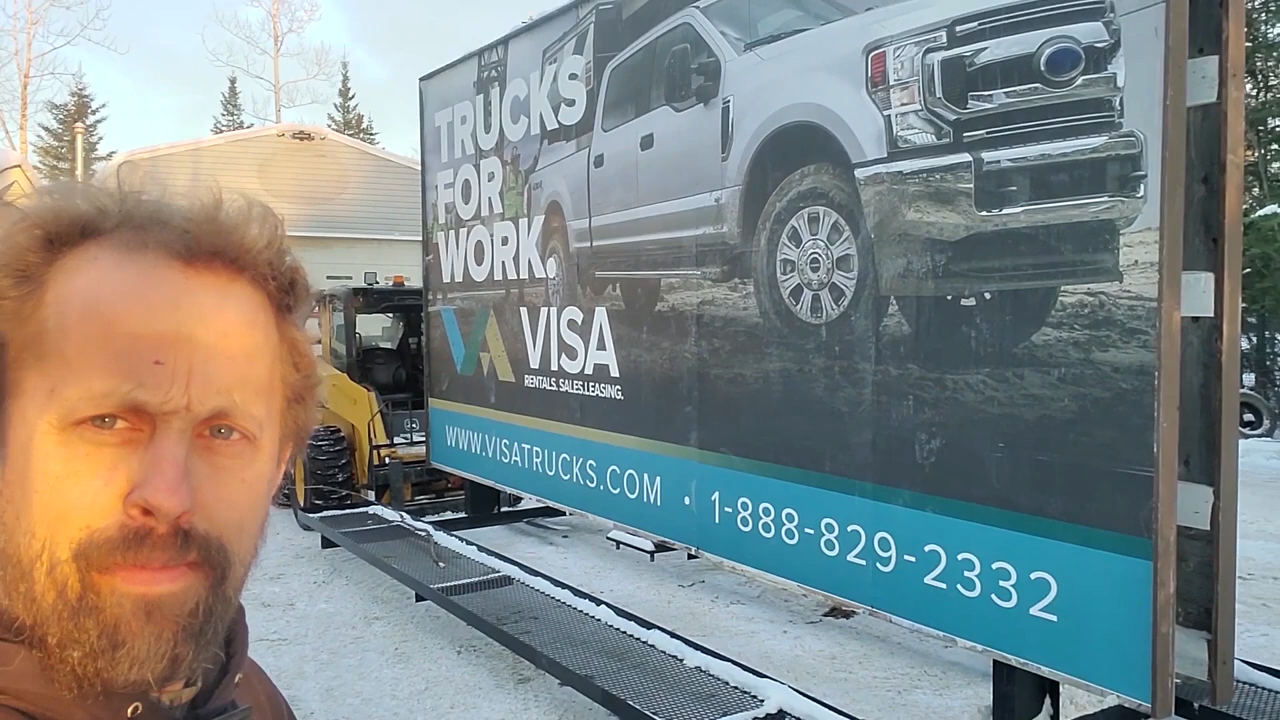 TRUCKS
FOR
WORK.
VISA
RENTALS. SALES.LEASING.
WWW.VISATRUCKS.COM • 1-888-829-2332